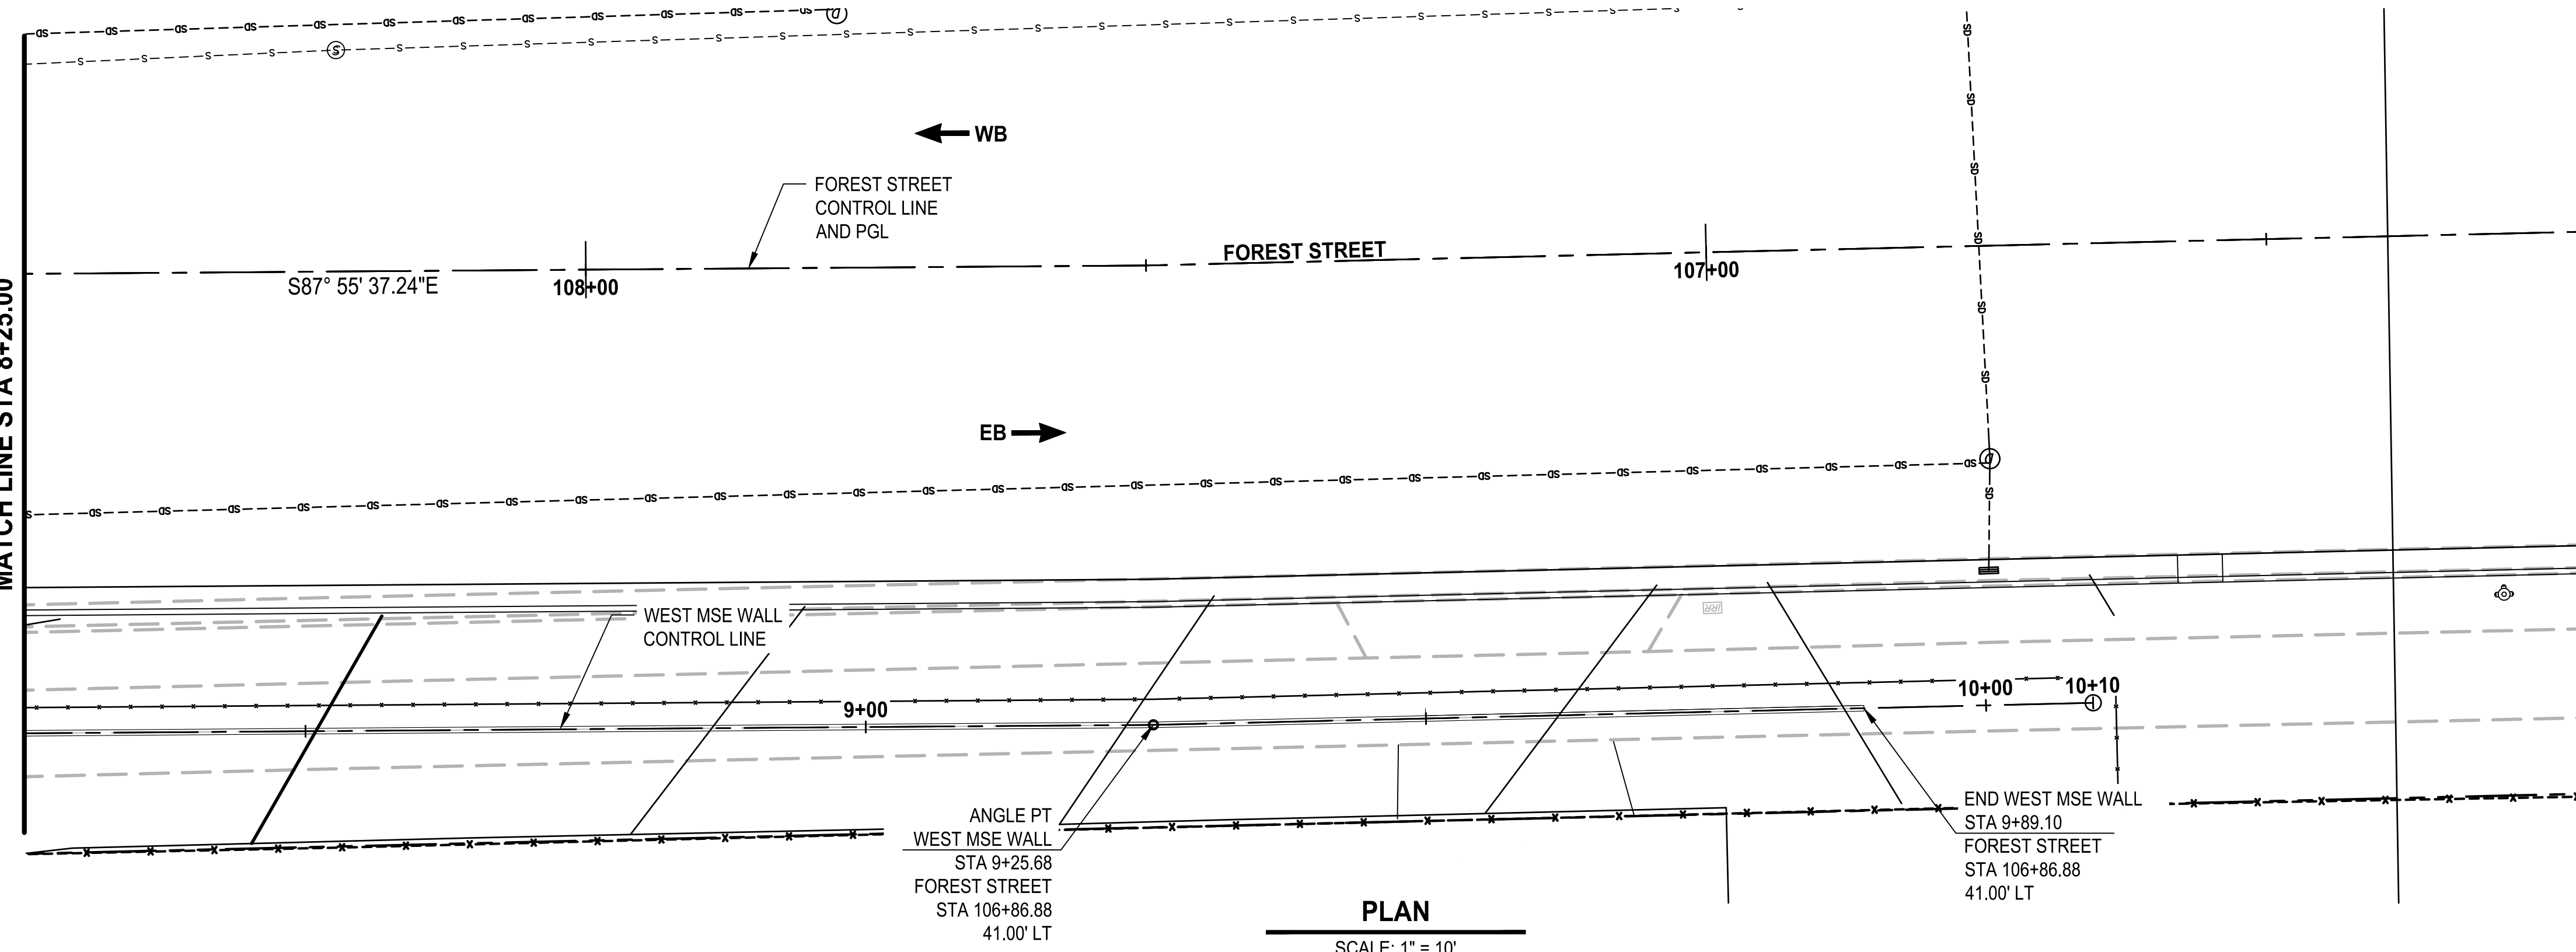 WB
FOREST STREET
CONTROL LINE
AND PGL
FOREST STREET
S87° 55' 37.24"E
108+00
107+00
MATCH LINE STA 8+25.00
EB
WEST MSE WALL
CONTROL LINE
IRR
9+00
10+00
10+10
ANGLE PT
WEST MSE WALL
STA 9+25.68
FOREST STREET
STA 106+86.88
41.00' LT
END WEST MSE WALL
STA 9+89.10
FOREST STREET
STA 106+86.88
41.00' LT
PLAN
SCALE: 1" = 10'